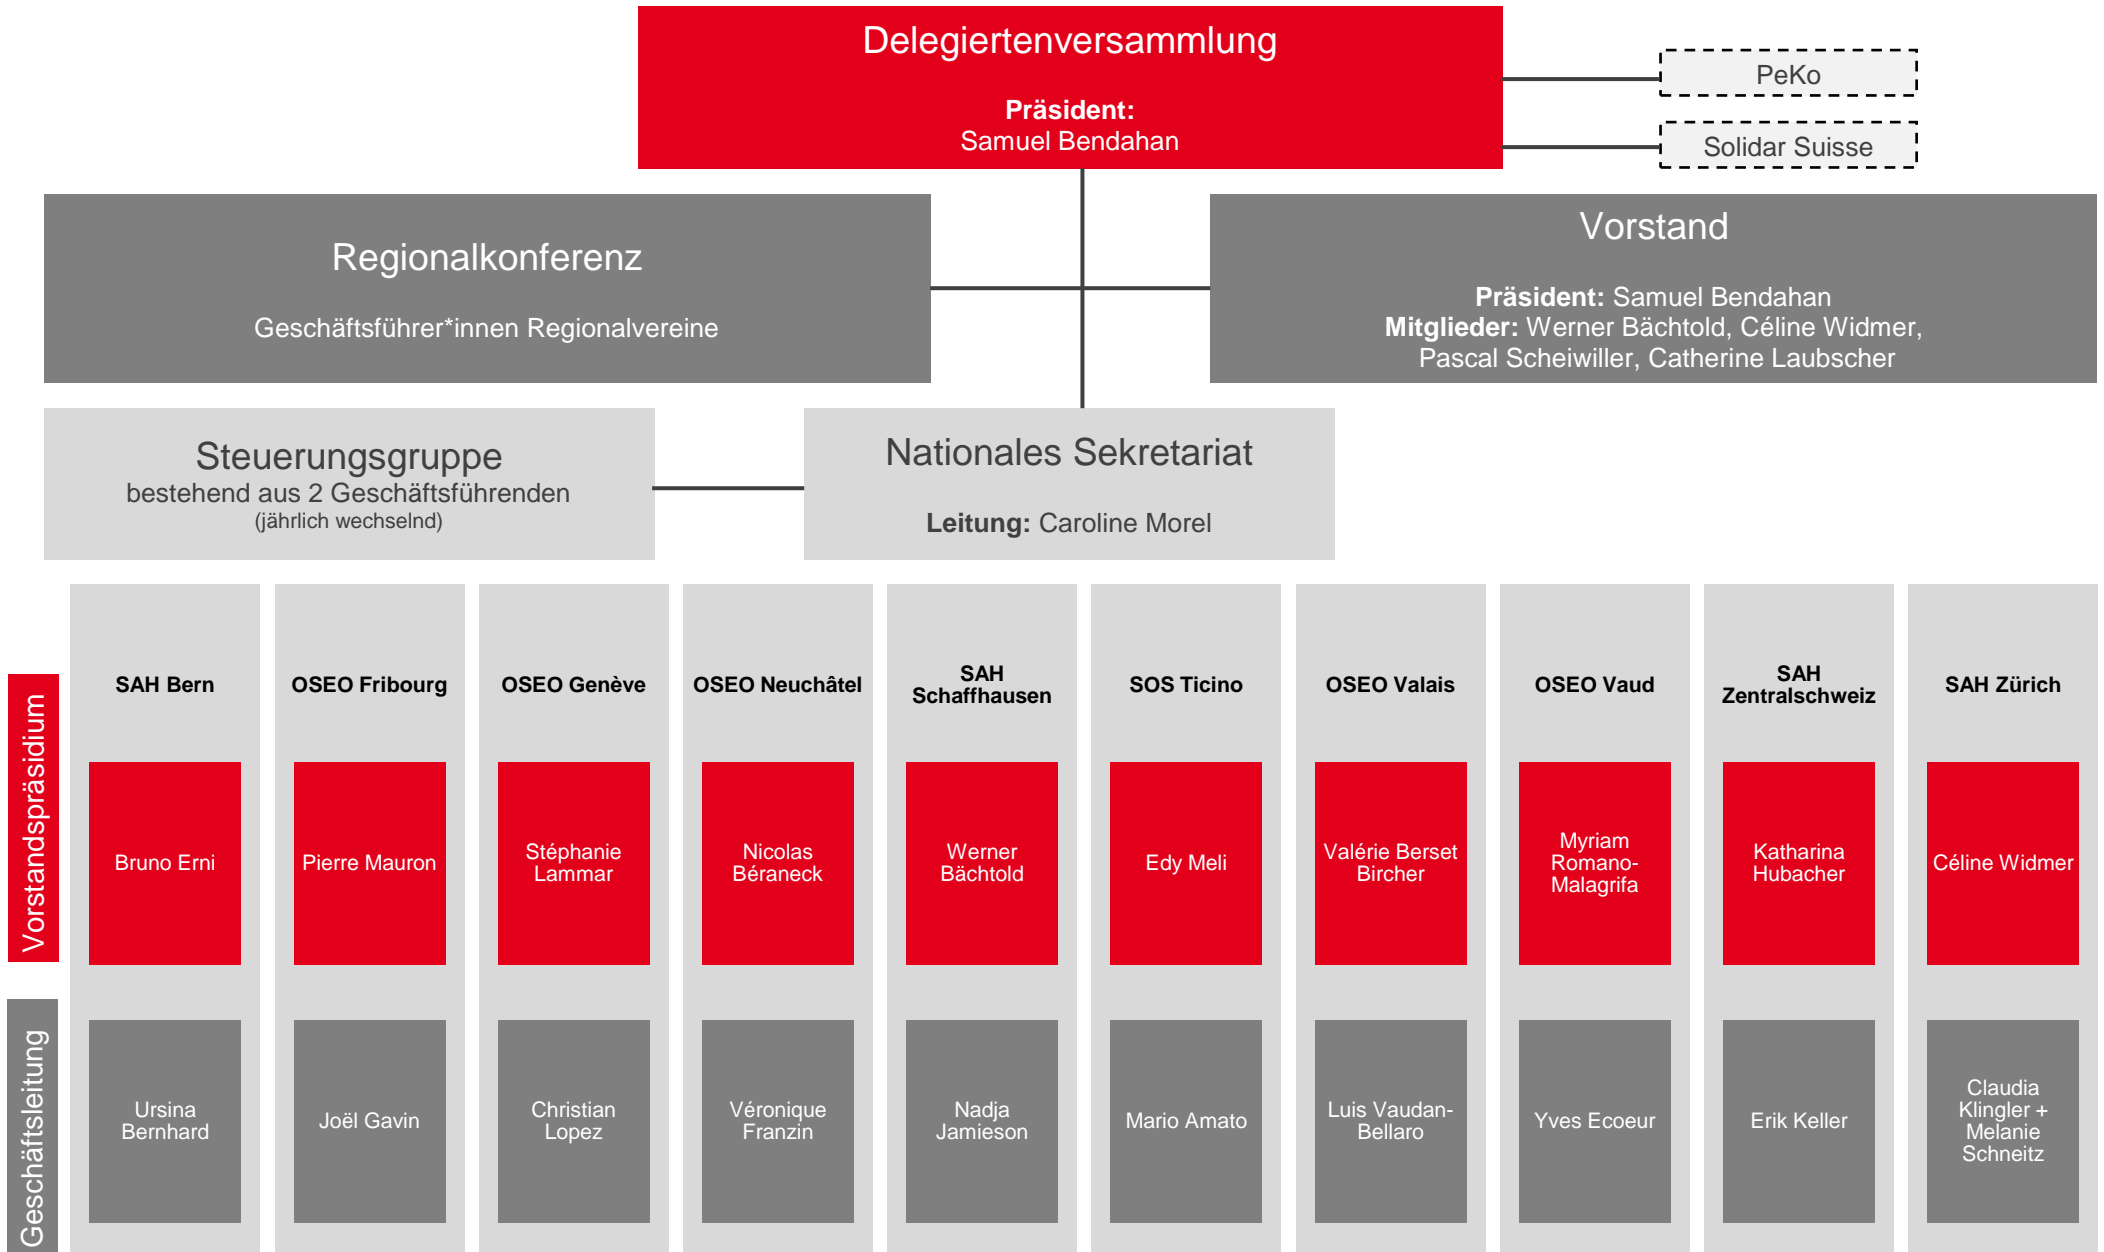 Delegiertenversammlung
Präsident:
Samuel Bendahan
PeKo
Solidar Suisse
Regionalkonferenz
Geschäftsführer*innen Regionalvereine
Vorstand
Präsident: Samuel Bendahan
Mitglieder: Werner Bächtold, Céline Widmer,
Pascal Scheiwiller, Catherine Laubscher
Steuerungsgruppe
bestehend aus 2 Geschäftsführenden
(jährlich wechselnd)
Nationales Sekretariat
Leitung: Caroline Morel
SAH Bern
OSEO Fribourg
OSEO Genève
OSEO Neuchâtel
SAH
Schaffhausen
SOS Ticino
OSEO Valais
OSEO Vaud
SAH
Zentralschweiz
SAH Zürich
Vorstandspräsidium
Bruno Erni
Pierre Mauron
Stéphanie
Lammar
Nicolas
Béraneck
Werner
Bächtold
Edy Meli
Valérie Berset
Bircher
Myriam
Romano-
Malagrifa
Katharina
Hubacher
Céline Widmer
Geschäftsleitung
Ursina
Bernhard
Joël Gavin
Christian
Lopez
Véronique
Franzin
Nadja
Jamieson
Mario Amato
Luis Vaudan-
Bellaro
Yves Ecoeur
Erik Keller
Claudia
Klingler +
Melanie
Schneitz